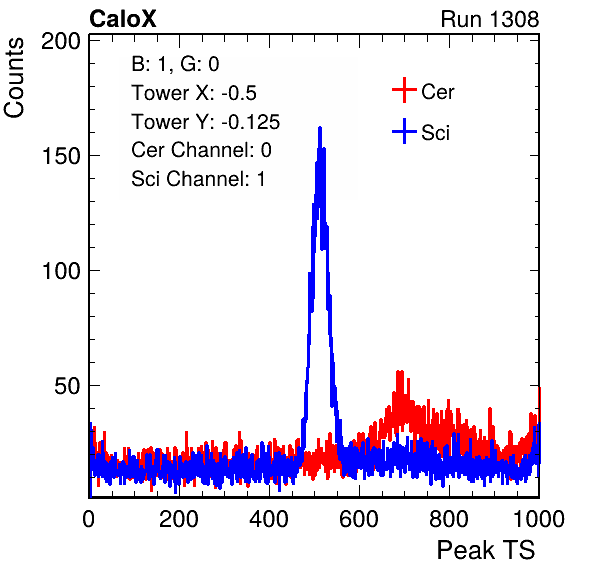 CaloX Run 1308
Counts
200
150
100
50
B: 1, G: 0
Tower X: -0.5
Tower Y: -0.125
Cer Channel: 0
Sci Channel: 1
Cer
Sci
0 200 400 600 800 1000
Peak TS